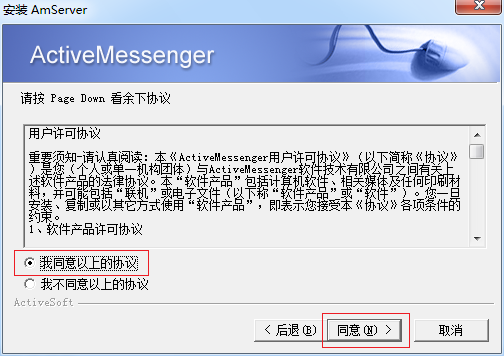 安装 AmServer
ActiveMessenger
请按 Page Down 看余下协议
用户许可协议
重要须知-请认真阅读：本《ActiveMessenger用户许可协议》（以下简称《协议》
）是您（个人或单一机构团体）与ActiveMessenger软件技术有限公司之间有关上
述软件产品的法律协议。本“软件产品”包括计算机软件、相关媒体及任何印刷材
料，并可能包括“联机”或电子文件（以下称“软件产品”或“软件”）。您一旦
安装、复制或以其它方式使用“软件产品”，即表示您接受本《协议》各项条件的
约束。
1、软件产品许可协议
我同意以上的协议
我不同意以上的协议
ActiveSoft
< 后退(B)
同意(N) >
取消